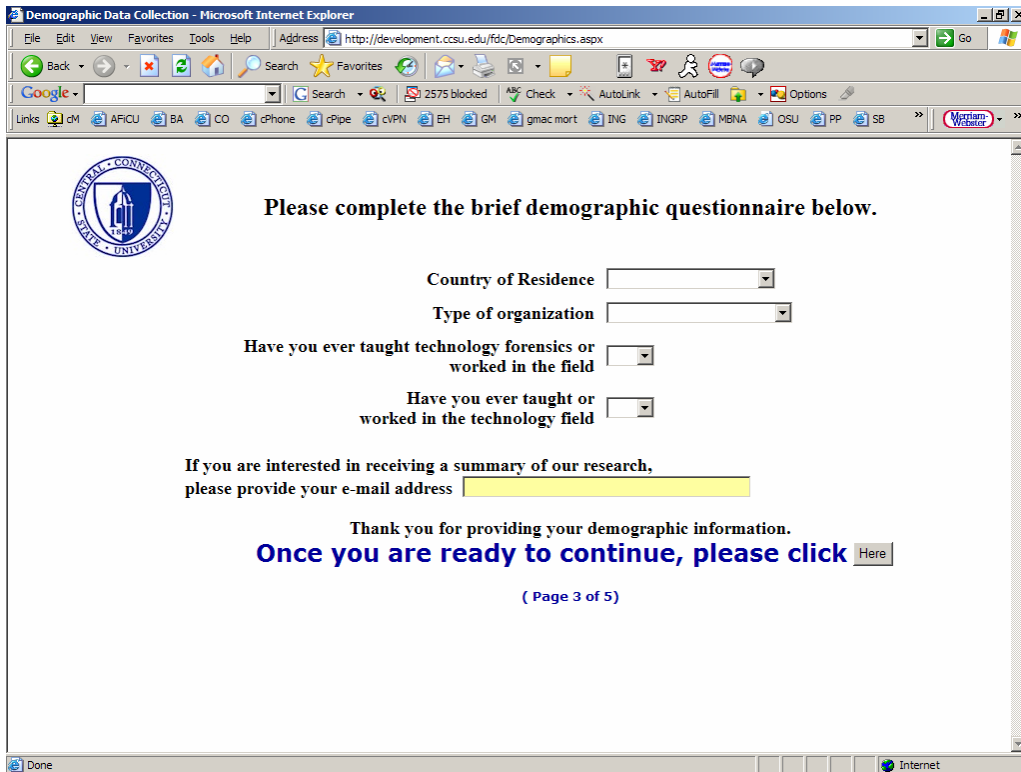 Demographic Data Collection - Microsoft Internet Explorer
File Edit View Favorites Tools Help Address http://development.ccsu.edu/fdc/Demographics.aspx Go
Back Search Favorites
Google Search 2575 blocked ABC Check AutoLink AutoFill Options
Links cM AFiCU BA CO cPhone cPipe cVPN EH GM gmac mort ING INGRP MBNA OSU PP SB » Merriam-Webster »
CENTRAL · CONNECTICUT · STATE · UNIVERSITY
1849
Please complete the brief demographic questionnaire below.
Country of Residence
Type of organization
Have you ever taught technology forensics or
worked in the field
Have you ever taught or
worked in the technology field
If you are interested in receiving a summary of our research,
please provide your e-mail address
Thank you for providing your demographic information.
Once you are ready to continue, please click Here
( Page 3 of 5)
Done Internet